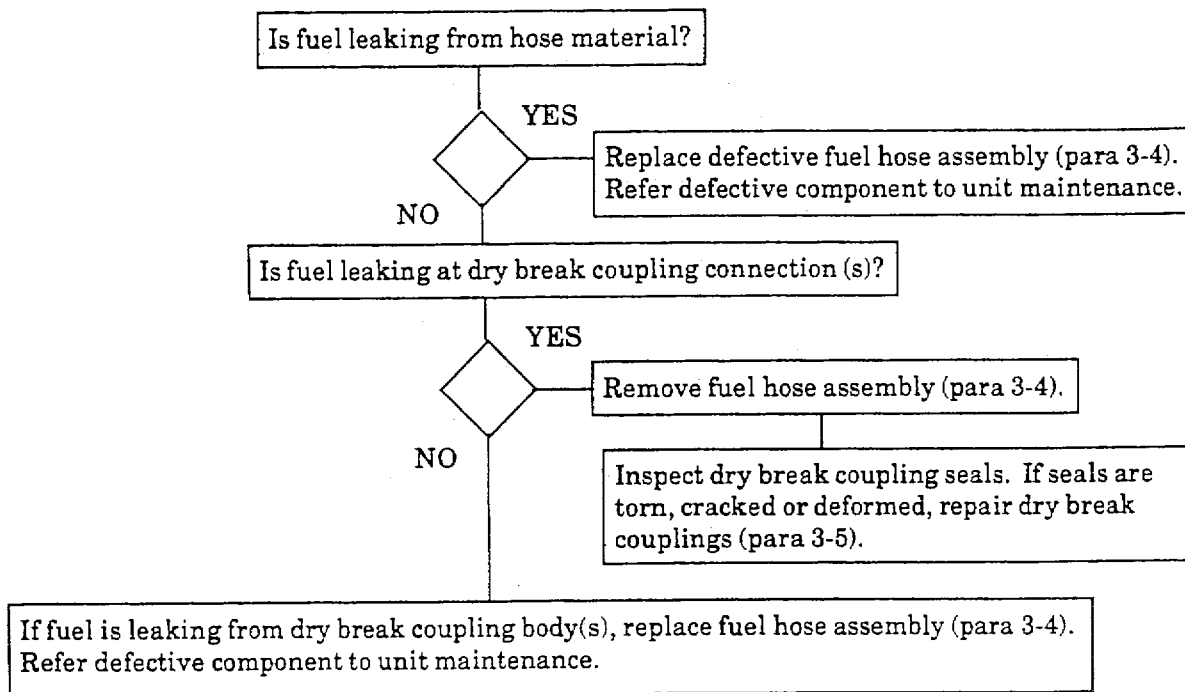 Is fuel leaking from hose material?
YES
Replace defective fuel hose assembly (para 3-4).
Refer defective component to unit maintenance.
NO
Is fuel leaking at dry break coupling connection (s)?
YES
Remove fuel hose assembly (para 3-4).
NO
Inspect dry break coupling seals. If seals are
torn, cracked or deformed, repair dry break
couplings (para 3-5).
If fuel is leaking from dry break coupling body(s), replace fuel hose assembly (para 3-4).
Refer defective component to unit maintenance.